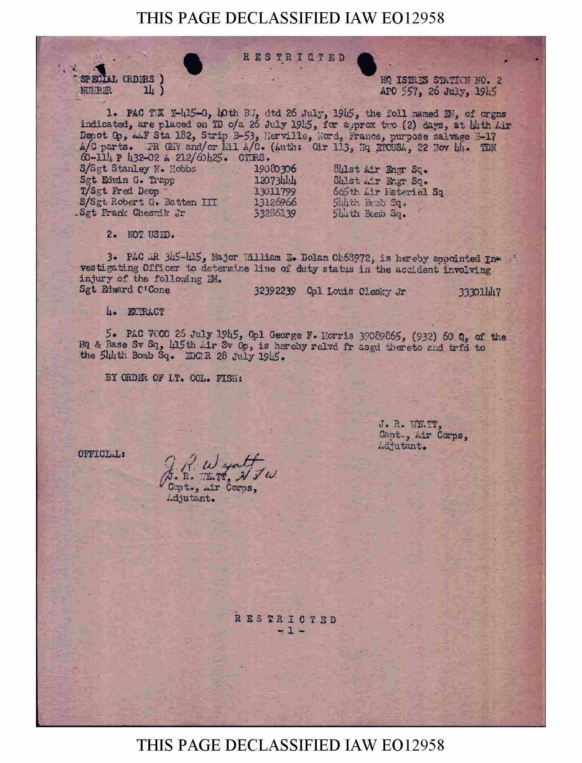 THIS PAGE DECLASSIFIED IAW EO12958
R E S T R I C T E D
SPECIAL ORDERS )
NUMBER 14 )
HQ ISTRES STATION NO. 2
APO 557, 26 July, 1945
1. PAC TWX Y-415-G, 40th BW, dtd 26 July, 1945, the foll named EM, of orgns
indicated, are placed on TD o/a 26 July 1945, for approx two (2) days, at 44th Air
Depot Gp, AAF Sta 182, Strip B-53, Merville, Nord, France, purpose salvage B-17
A/C parts. TPR GMV and/or Mil A/C. (Auth: Cir 113, Hq ETOUSA, 22 Nov 44. TDN
60-114 P 432-02 A 212/60425. OTDRS.
S/Sgt Stanley N. Hobbs 19080306 841st Air Engr Sq.
Sgt Edwin G. Trapp 12073444 841st Air Engr Sq.
T/Sgt Fred Deep 13011799 665th Air Materiel Sq
S/Sgt Robert G. Batten III 13126966 544th Bomb Sq.
Sgt Frank Chesnik Jr 33286139 544th Bomb Sq.
2. NOT USED.
3. PAC AR 345-415, Major William E. Dolan O468972, is hereby appointed In-
vestigating Officer to determine line of duty status in the accident involving
injury of the following EM.
Sgt Edward O'Cone 32392239 Cpl Louis Olesky Jr 33301447
4. EXTRACT
5. PAC VOCO 26 July 1945, Cpl George F. Morris 39089865, (932) 60 Q, of the
Hq & Base Sv Sq, 415th Air Sv Gp, is hereby relvd fr asgd thereto and trfd to
the 544th Bomb Sq. EDCMR 28 July 1945.
BY ORDER OF LT. COL. FISH:
J. R. WYATT,
Capt., Air Corps,
Adjutant.
OFFICIAL:
J. R. Wyatt
J. R. WYATT,
Capt., Air Corps,
Adjutant.
R E S T R I C T E D
- 1 -
THIS PAGE DECLASSIFIED IAW EO12958